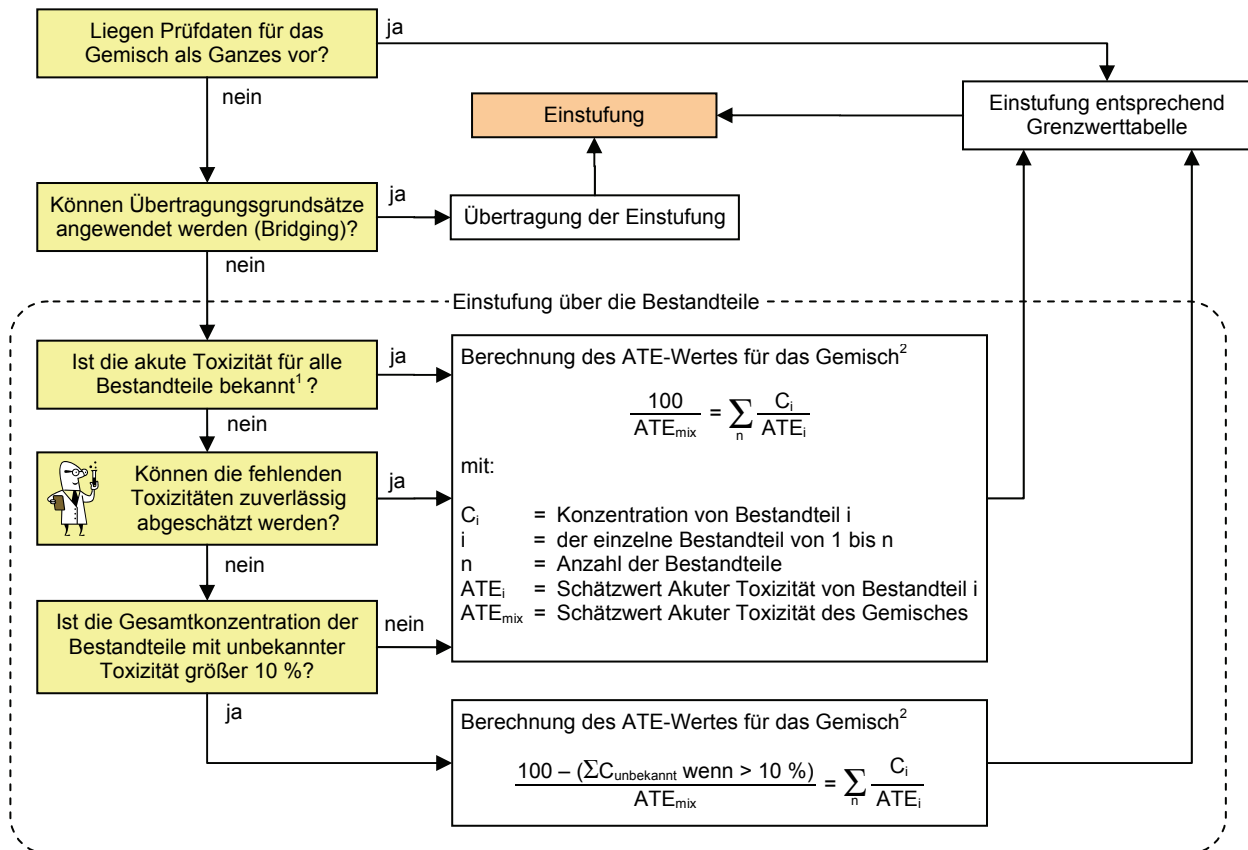 Liegen Prüfdaten für das
Gemisch als Ganzes vor?
ja
nein
Einstufung
Einstufung entsprechend
Grenzwerttabelle
Können Übertragungsgrundsätze
angewendet werden (Bridging)?
ja
Übertragung der Einstufung
nein
Einstufung über die Bestandteile
Ist die akute Toxizität für alle
Bestandteile bekannt¹ ?
ja
nein
Können die fehlenden
Toxizitäten zuverlässig
abgeschätzt werden?
ja
nein
Ist die Gesamtkonzentration der
Bestandteile mit unbekannter
Toxizität größer 10 %?
nein
ja
Berechnung des ATE-Wertes für das Gemisch²
100 / ATEmix = ∑n Ci / ATEi
mit:
Ci = Konzentration von Bestandteil i
i = der einzelne Bestandteil von 1 bis n
n = Anzahl der Bestandteile
ATEi = Schätzwert Akuter Toxizität von Bestandteil i
ATEmix = Schätzwert Akuter Toxizität des Gemisches
Berechnung des ATE-Wertes für das Gemisch²
100 – (∑Cunbekannt wenn > 10 %) / ATEmix = ∑n Ci / ATEi